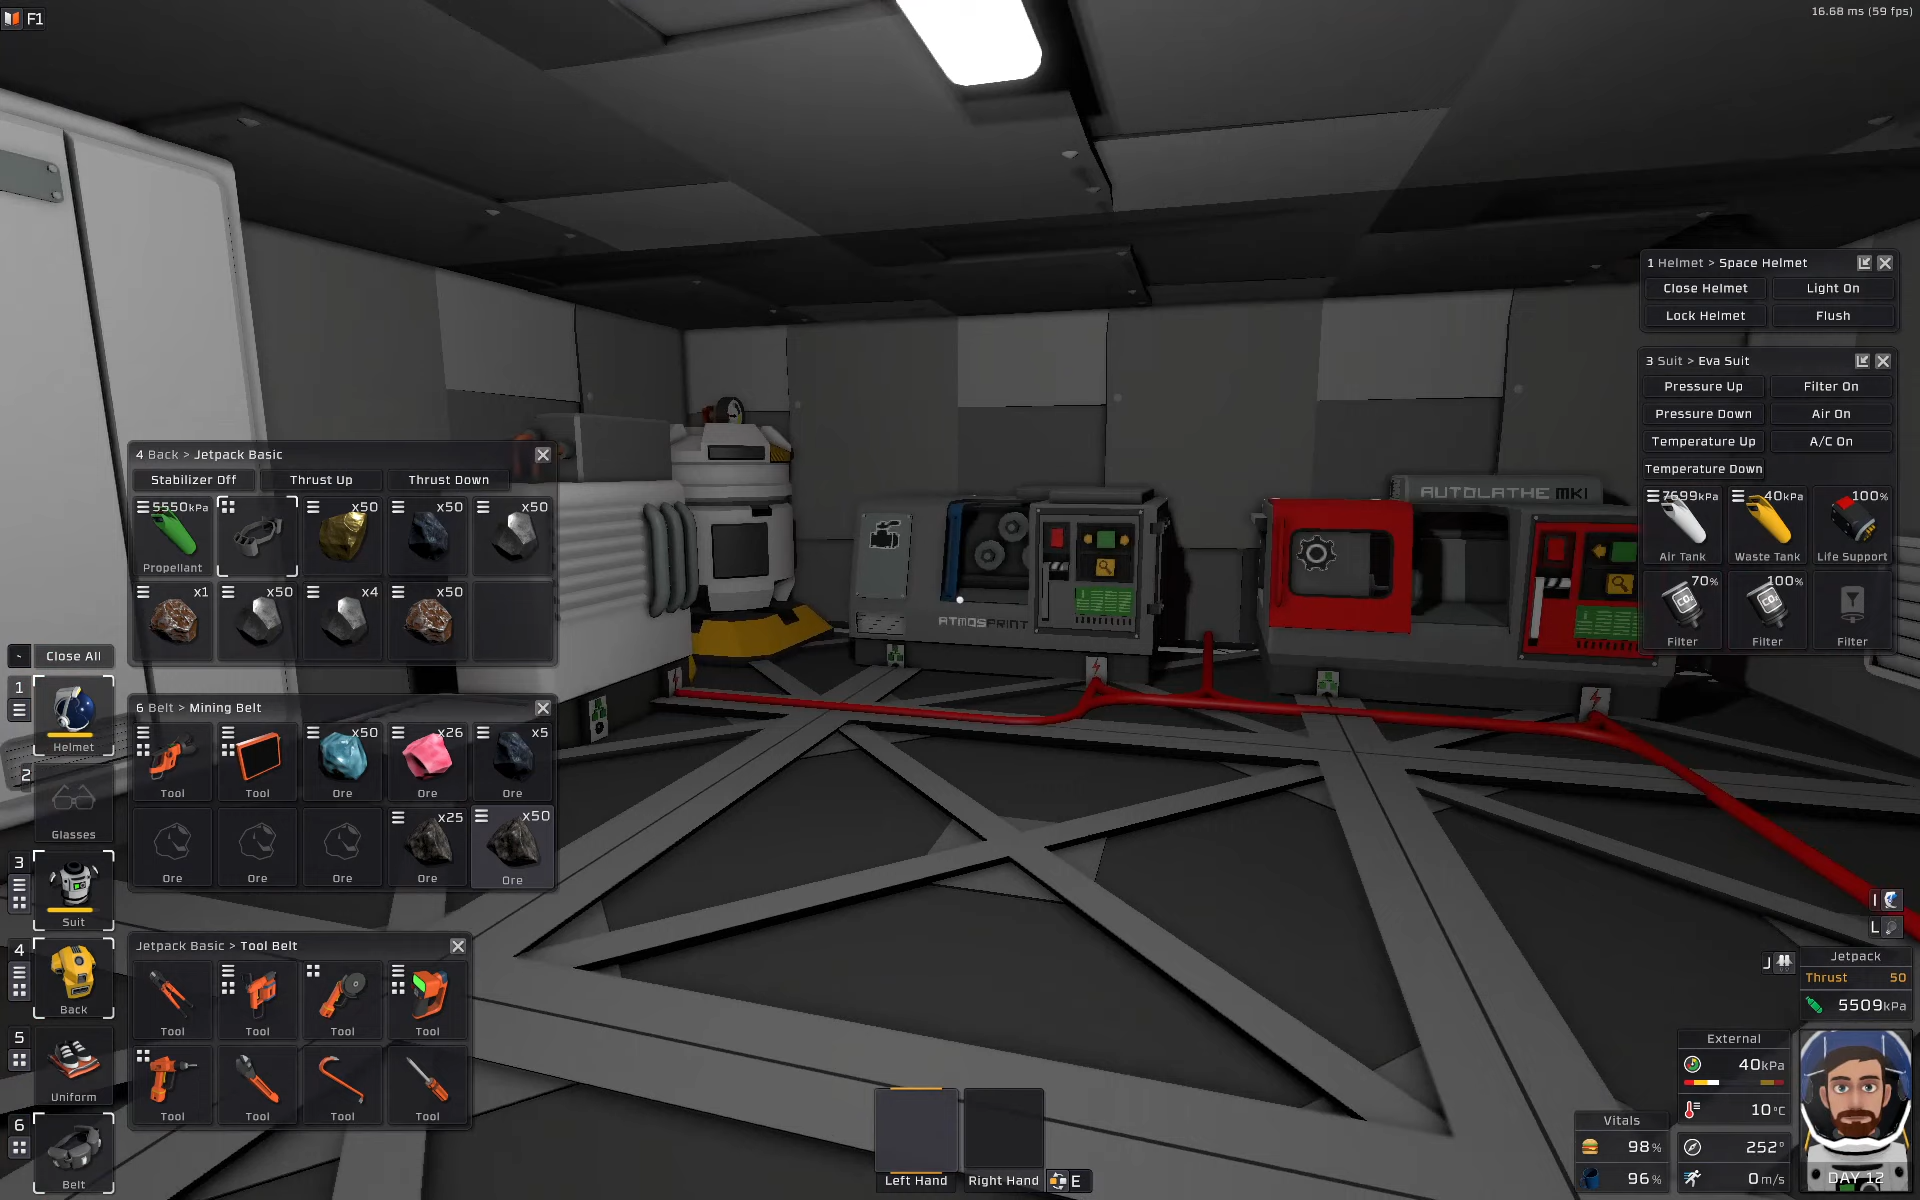 F1
16.68 ms (59 fps)
1 Helmet > Space Helmet
Close Helmet Light On
Lock Helmet Flush
3 Suit > Eva Suit
Pressure Up Filter On
Pressure Down Air On
Temperature Up A/C On
Temperature Down
7699kPa 40kPa 100%
Air Tank Waste Tank Life Support
70% 100%
Filter Filter Filter
4 Back > Jetpack Basic
Stabilizer Off Thrust Up Thrust Down
5550kPa x50 x50 x50
Propellant
x1 x50 x4 x50
AUTOLATHE MKI
ATMOSPRINT
~ Close All
1
Helmet
2
Glasses
3
Suit
4
Back
5
Uniform
6
Belt
6 Belt > Mining Belt
x50 x26 x5
Tool Tool Ore Ore Ore
x25 x50
Ore Ore Ore Ore Ore
Jetpack Basic > Tool Belt
Tool Tool Tool Tool
Tool Tool Tool Tool
Left Hand Right Hand E
I
L
J
Jetpack
Thrust 50
5509kPa
External
40kPa
10°C
252°
0m/s
Vitals
98%
96%
DAY 12